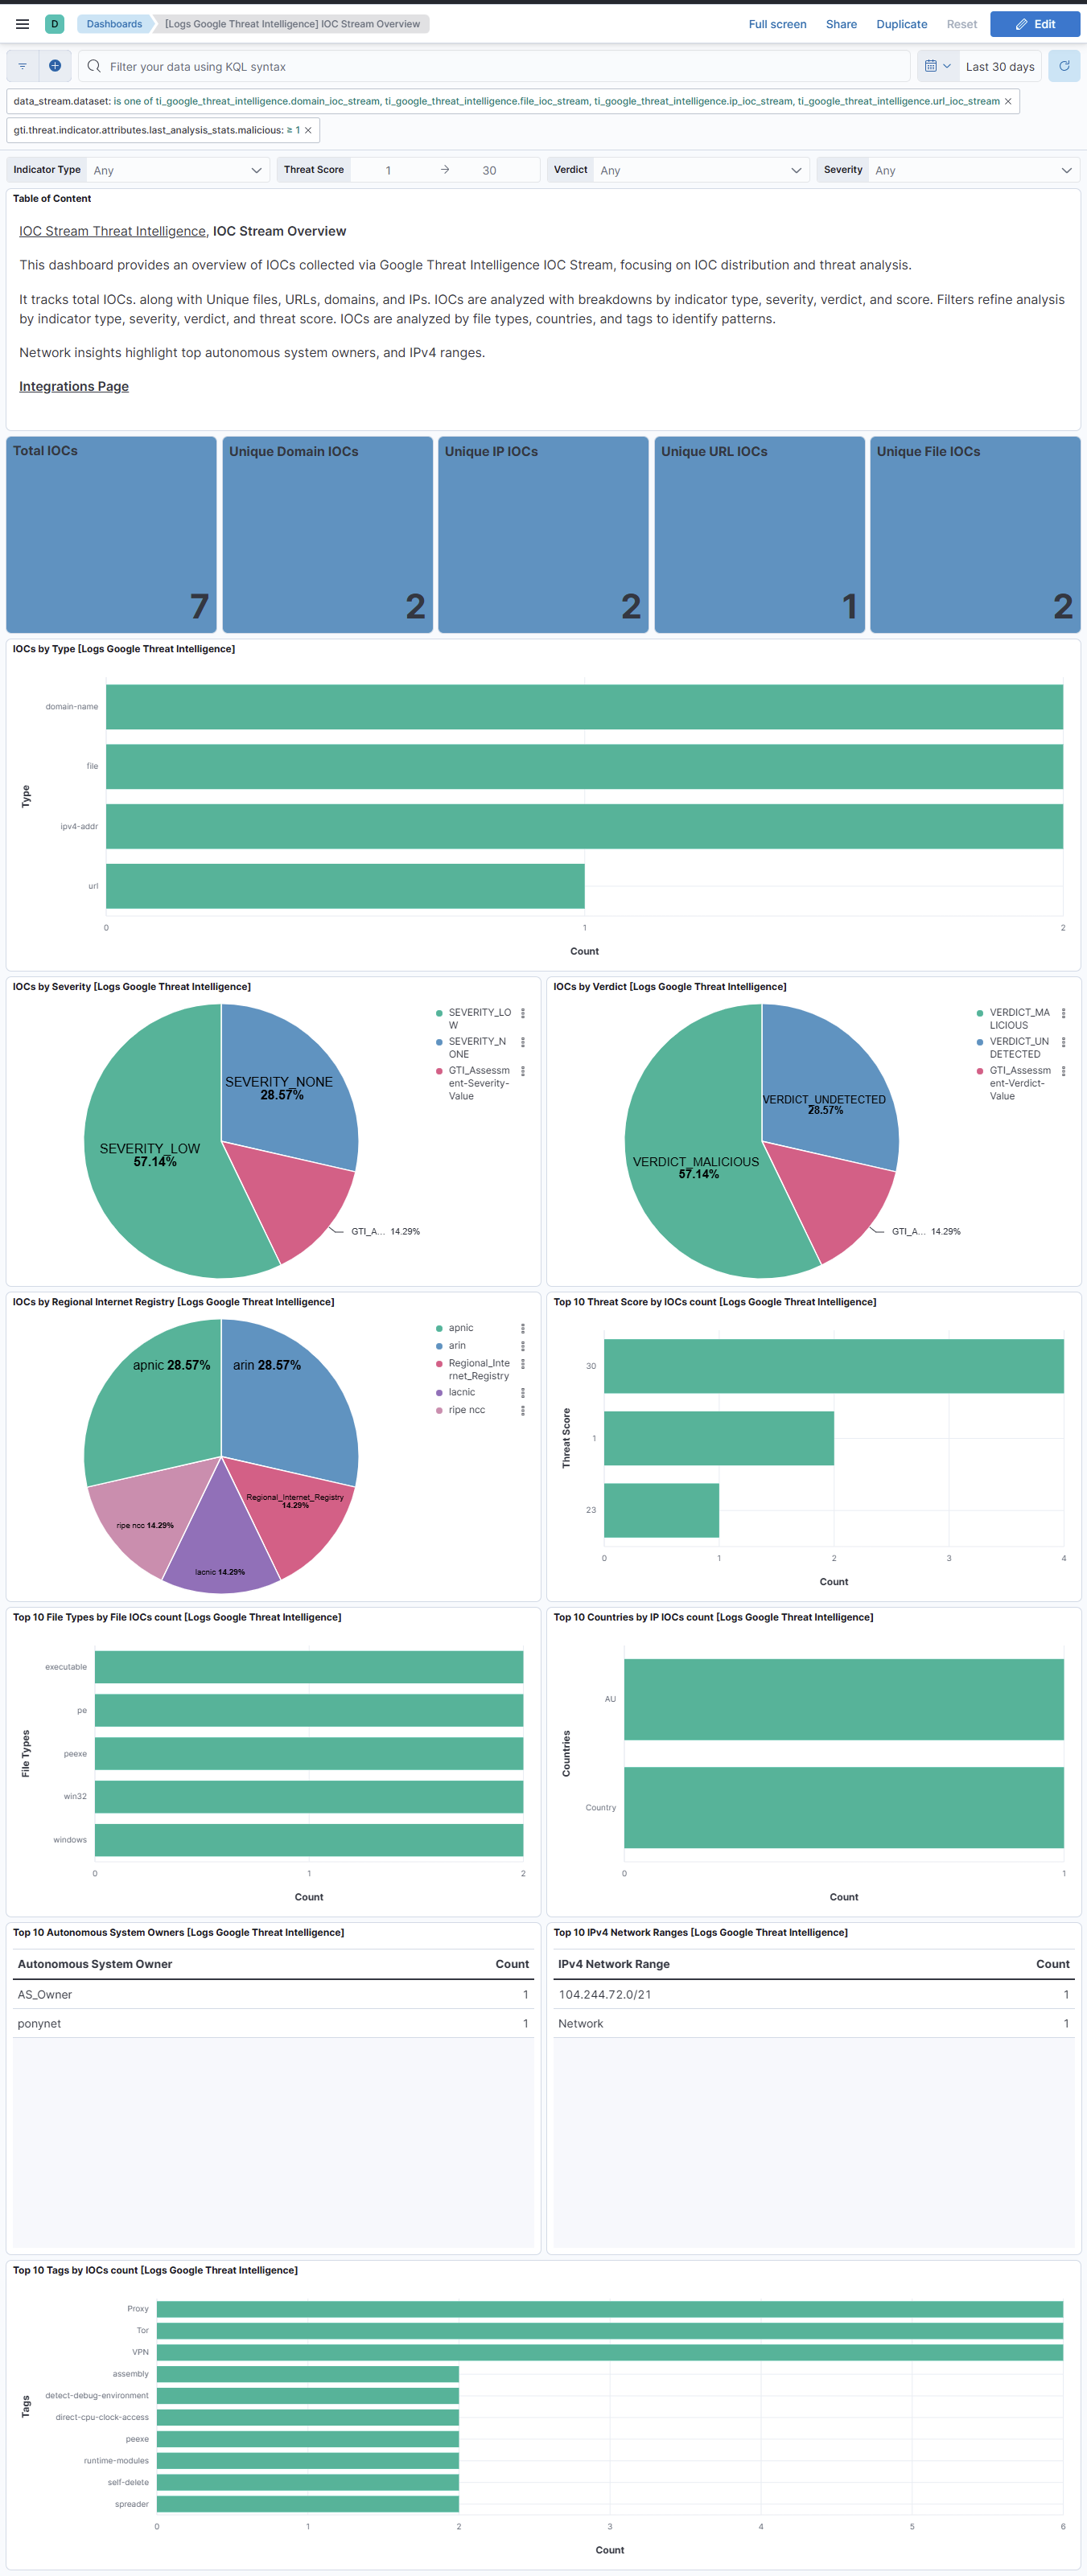 D Dashboards [Logs Google Threat Intelligence] IOC Stream Overview Full screen Share Duplicate Reset Edit
Filter your data using KQL syntax Last 30 days
data_stream.dataset: is one of ti_google_threat_intelligence.domain_ioc_stream, ti_google_threat_intelligence.file_ioc_stream, ti_google_threat_intelligence.ip_ioc_stream, ti_google_threat_intelligence.url_ioc_stream ×
gti.threat.indicator.attributes.last_analysis_stats.malicious: ≥ 1 ×
Indicator Type Any Threat Score 1 → 30 Verdict Any Severity Any
Table of Content
IOC Stream Threat Intelligence, IOC Stream Overview
This dashboard provides an overview of IOCs collected via Google Threat Intelligence IOC Stream, focusing on IOC distribution and threat analysis.
It tracks total IOCs. along with Unique files, URLs, domains, and IPs. IOCs are analyzed with breakdowns by indicator type, severity, verdict, and score. Filters refine analysis
by indicator type, severity, verdict, and threat score. IOCs are analyzed by file types, countries, and tags to identify patterns.
Network insights highlight top autonomous system owners, and IPv4 ranges.
Integrations Page
Total IOCs
7
Unique Domain IOCs
2
Unique IP IOCs
2
Unique URL IOCs
1
Unique File IOCs
2
IOCs by Type [Logs Google Threat Intelligence]
Type
domain-name
file
ipv4-addr
url
0 1 2
Count
IOCs by Severity [Logs Google Threat Intelligence]
SEVERITY_NONE
28.57%
SEVERITY_LOW
57.14%
GTI_A... 14.29%
SEVERITY_LO
W
SEVERITY_N
ONE
GTI_Assessm
ent-Severity-
Value
IOCs by Verdict [Logs Google Threat Intelligence]
VERDICT_UNDETECTED
28.57%
VERDICT_MALICIOUS
57.14%
GTI_A... 14.29%
VERDICT_MA
LICIOUS
VERDICT_UN
DETECTED
GTI_Assessm
ent-Verdict-
Value
IOCs by Regional Internet Registry [Logs Google Threat Intelligence]
apnic 28.57% arin 28.57%
Regional_Internet_Registry
14.29%
ripe ncc 14.29%
lacnic 14.29%
apnic
arin
Regional_Inte
rnet_Registry
lacnic
ripe ncc
Top 10 Threat Score by IOCs count [Logs Google Threat Intelligence]
Threat Score
30
1
23
0 1 2 3 4
Count
Top 10 File Types by File IOCs count [Logs Google Threat Intelligence]
File Types
executable
pe
peexe
win32
windows
0 1 2
Count
Top 10 Countries by IP IOCs count [Logs Google Threat Intelligence]
Countries
AU
Country
0 1
Count
Top 10 Autonomous System Owners [Logs Google Threat Intelligence]
Autonomous System Owner Count
AS_Owner 1
ponynet 1
Top 10 IPv4 Network Ranges [Logs Google Threat Intelligence]
IPv4 Network Range Count
104.244.72.0/21 1
Network 1
Top 10 Tags by IOCs count [Logs Google Threat Intelligence]
Tags
Proxy
Tor
VPN
assembly
detect-debug-environment
direct-cpu-clock-access
peexe
runtime-modules
self-delete
spreader
0 1 2 3 4 5 6
Count